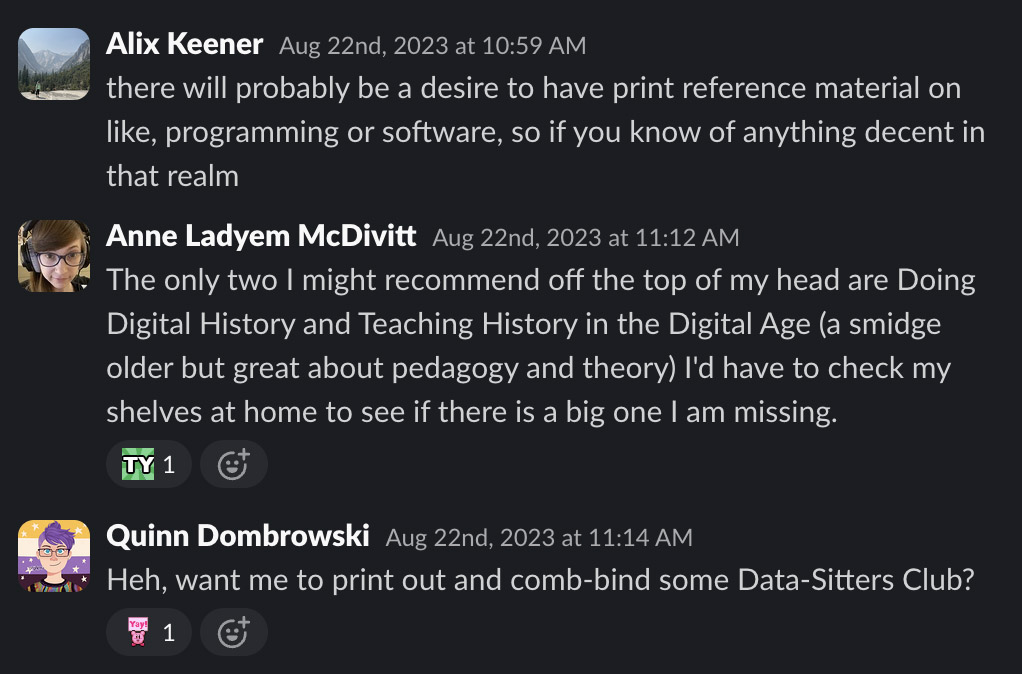 Alix Keener Aug 22nd, 2023 at 10:59 AM
there will probably be a desire to have print reference material on
like, programming or software, so if you know of anything decent in
that realm
Anne Ladyem McDivitt Aug 22nd, 2023 at 11:12 AM
The only two I might recommend off the top of my head are Doing
Digital History and Teaching History in the Digital Age (a smidge
older but great about pedagogy and theory) I'd have to check my
shelves at home to see if there is a big one I am missing.
TY 1
Quinn Dombrowski Aug 22nd, 2023 at 11:14 AM
Heh, want me to print out and comb-bind some Data-Sitters Club?
Yay! 1